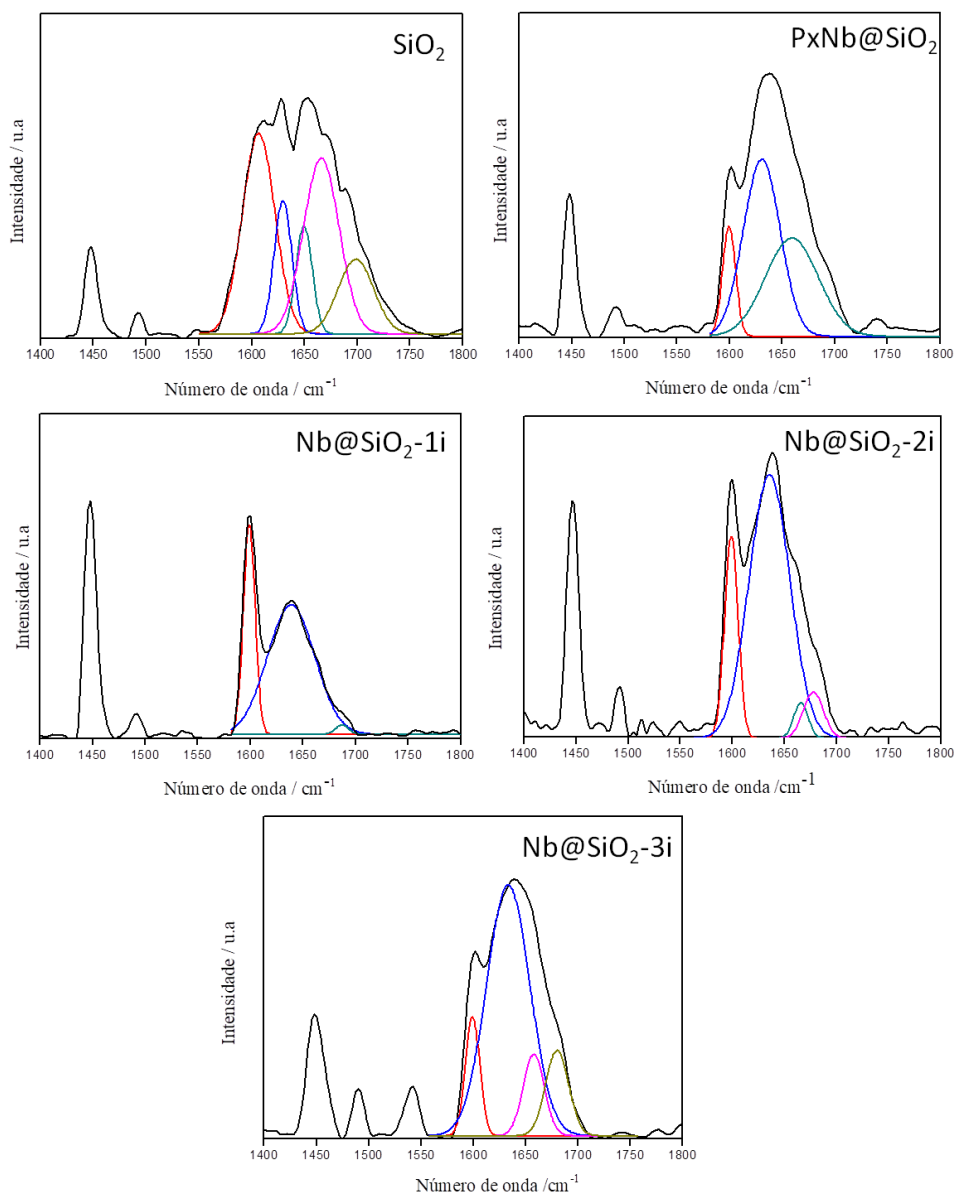 SiO₂
Intensidade / u.a
1400 1450 1500 1550 1600 1650 1700 1750 1800
Número de onda / cm⁻¹
PxNb@SiO₂
Intensidade / u.a
1400 1450 1500 1550 1600 1650 1700 1750 1800
Número de onda / cm⁻¹
Nb@SiO₂-1i
Intensidade / u.a
1400 1450 1500 1550 1600 1650 1700 1750 1800
Número de onda / cm⁻¹
Nb@SiO₂-2i
Intensidade / u.a
1400 1450 1500 1550 1600 1650 1700 1750 1800
Número de onda /cm⁻¹
Nb@SiO₂-3i
Intensidade / u.a
1400 1450 1500 1550 1600 1650 1700 1750 1800
Número de onda /cm⁻¹